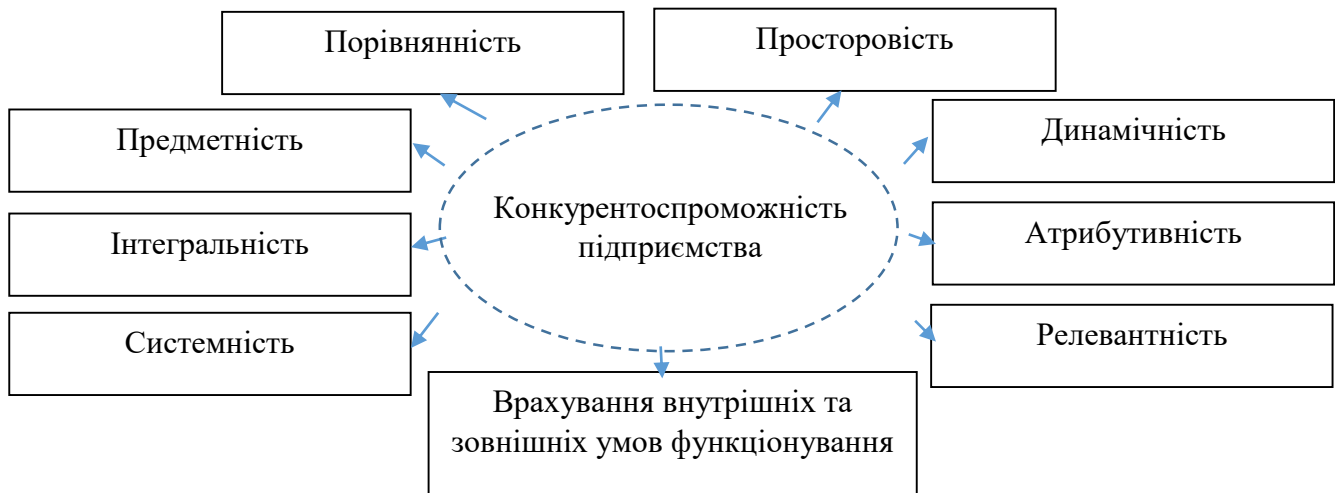 Порівнянність
Просторовість
Предметність
Динамічність
Конкурентоспроможність
підприємства
Інтегральність
Атрибутивність
Системність
Релевантність
Врахування внутрішніх та
зовнішніх умов функціонування